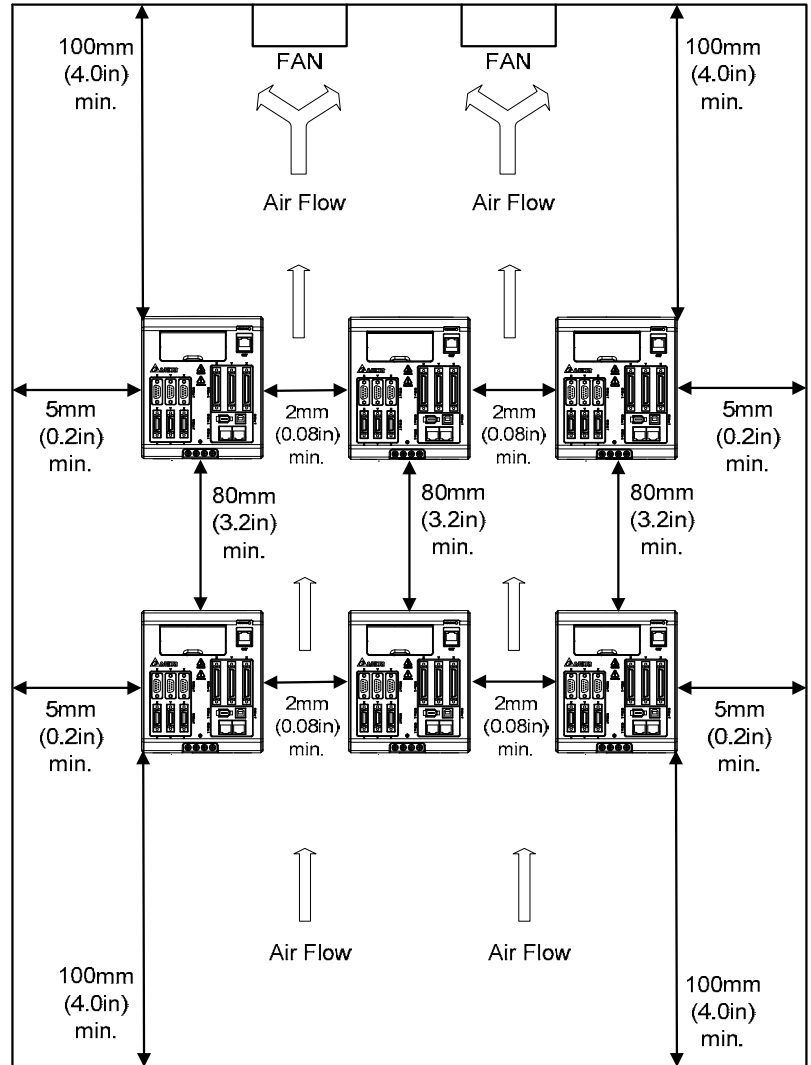 100mm
(4.0in)
min.
FAN
FAN
100mm
(4.0in)
min.
Air Flow
Air Flow
5mm
(0.2in)
min.
2mm
(0.08in)
min.
2mm
(0.08in)
min.
5mm
(0.2in)
min.
80mm
(3.2in)
min.
80mm
(3.2in)
min.
80mm
(3.2in)
min.
5mm
(0.2in)
min.
2mm
(0.08in)
min.
2mm
(0.08in)
min.
5mm
(0.2in)
min.
Air Flow
Air Flow
100mm
(4.0in)
min.
100mm
(4.0in)
min.